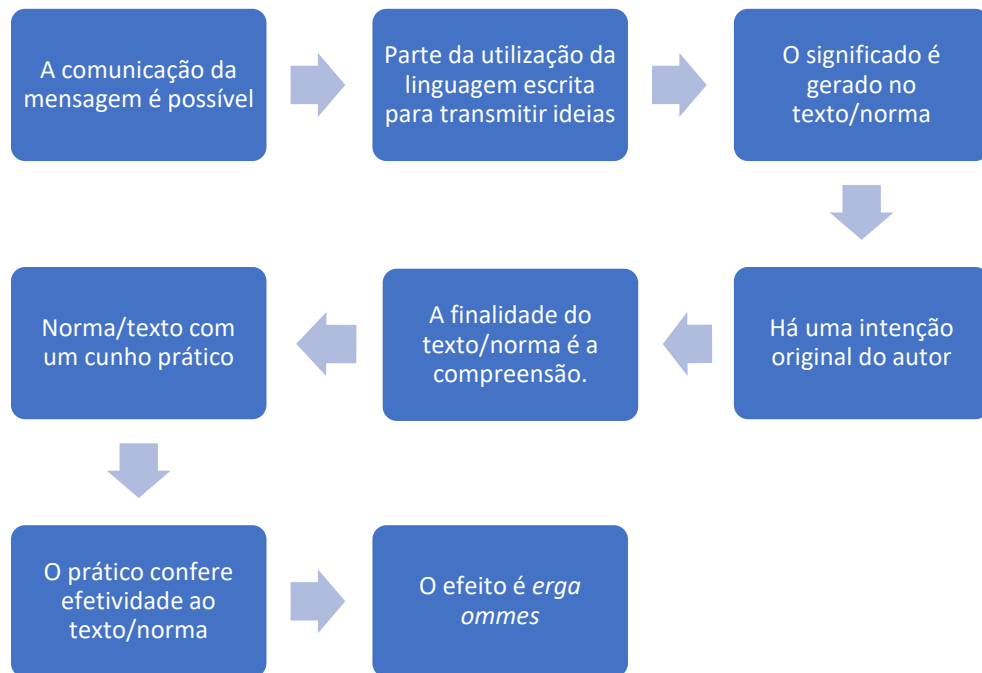 A comunicação da
mensagem é possível
Parte da utilização da
linguagem escrita
para transmitir ideias
O significado é
gerado no
texto/norma
Há uma intenção
original do autor
A finalidade do
texto/norma é a
compreensão.
Norma/texto com
um cunho prático
O prático confere
efetividade ao
texto/norma
O efeito é erga
ommes